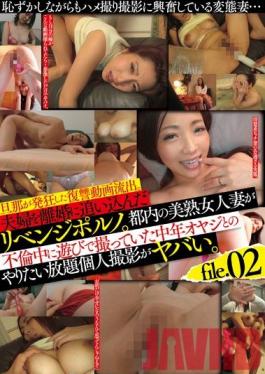 恥ずかしながらもハメ撮り撮影に興奮している変態妻…
旦那が発狂した復讐動画流出。
夫婦を離婚に追い込んだ
リベンジポルノ。都内の美熟女人妻が
不倫中に遊びで撮っていた中年オヤジとの
やりたい放題個人撮影がヤバい。
file.02